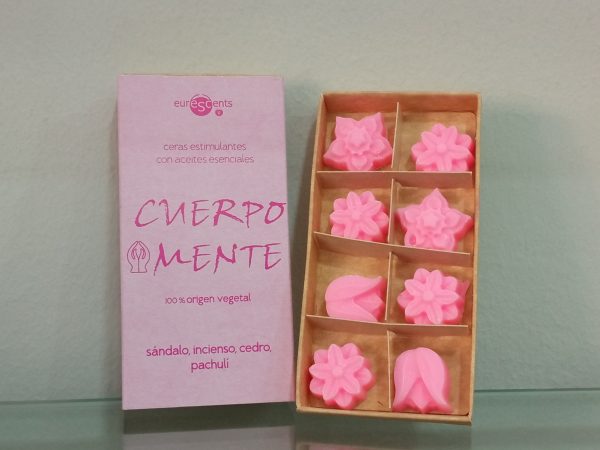 eurescents
ceras estimulantes
con aceites esenciales
CUERPO
MENTE
100% origen vegetal
sándalo, incienso, cedro,
pachulí